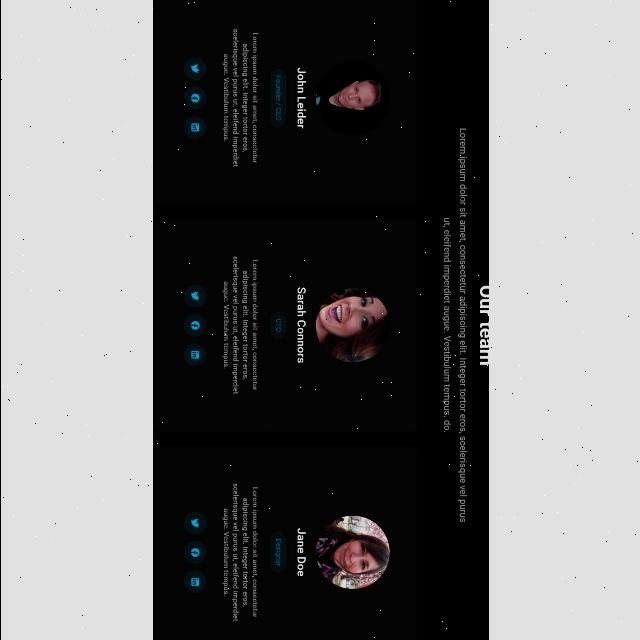 Our team
Lorem ipsum dolor sit amet, consectetur adipiscing elit. Integer tortor eros, scelerisque vel purus
ut, eleifend imperdiet augue. Vestibulum tempus, do.
John Leider
Founder / CEO
Lorem ipsum dolor sit amet, consectetur
adipiscing elit. Integer tortor eros,
scelerisque vel purus ut, eleifend imperdiet
augue. Vestibulum tempus.
Sarah Connors
CTO
Lorem ipsum dolor sit amet, consectetur
adipiscing elit. Integer tortor eros,
scelerisque vel purus ut, eleifend imperdiet
augue. Vestibulum tempus.
Jane Doe
Designer
Lorem ipsum dolor sit amet, consectetur
adipiscing elit. Integer tortor eros,
scelerisque vel purus ut, eleifend imperdiet
augue. Vestibulum tempus.